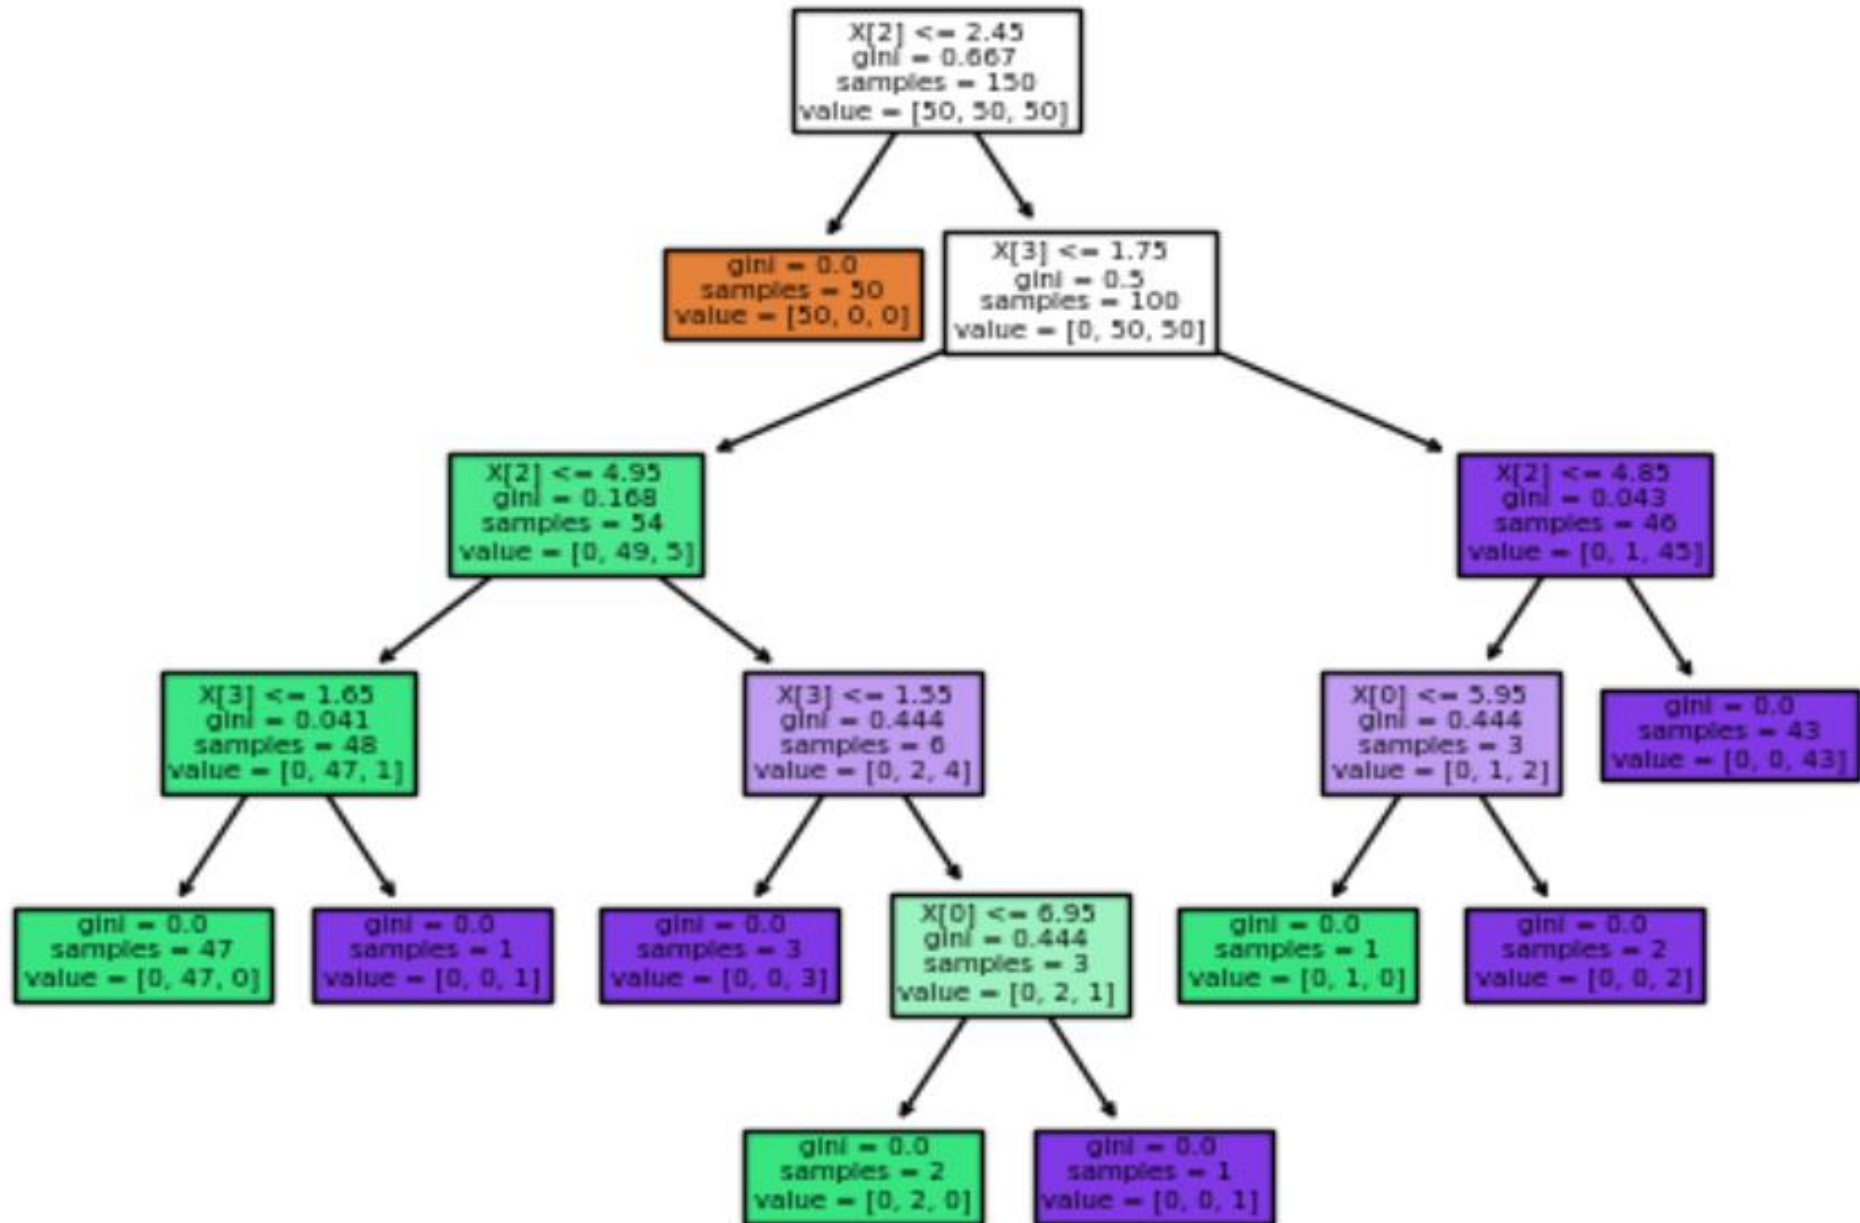 X[2] <= 2.45
gini = 0.667
samples = 150
value = [50, 50, 50]
gini = 0.0
samples = 50
value = [50, 0, 0]
X[3] <= 1.75
gini = 0.5
samples = 100
value = [0, 50, 50]
X[2] <= 4.95
gini = 0.168
samples = 54
value = [0, 49, 5]
X[2] <= 4.85
gini = 0.043
samples = 46
value = [0, 1, 45]
X[3] <= 1.65
gini = 0.041
samples = 48
value = [0, 47, 1]
X[3] <= 1.55
gini = 0.444
samples = 6
value = [0, 2, 4]
X[0] <= 5.95
gini = 0.444
samples = 3
value = [0, 1, 2]
gini = 0.0
samples = 43
value = [0, 0, 43]
gini = 0.0
samples = 47
value = [0, 47, 0]
gini = 0.0
samples = 1
value = [0, 0, 1]
gini = 0.0
samples = 3
value = [0, 0, 3]
X[0] <= 6.95
gini = 0.444
samples = 3
value = [0, 2, 1]
gini = 0.0
samples = 1
value = [0, 1, 0]
gini = 0.0
samples = 2
value = [0, 0, 2]
gini = 0.0
samples = 2
value = [0, 2, 0]
gini = 0.0
samples = 1
value = [0, 0, 1]